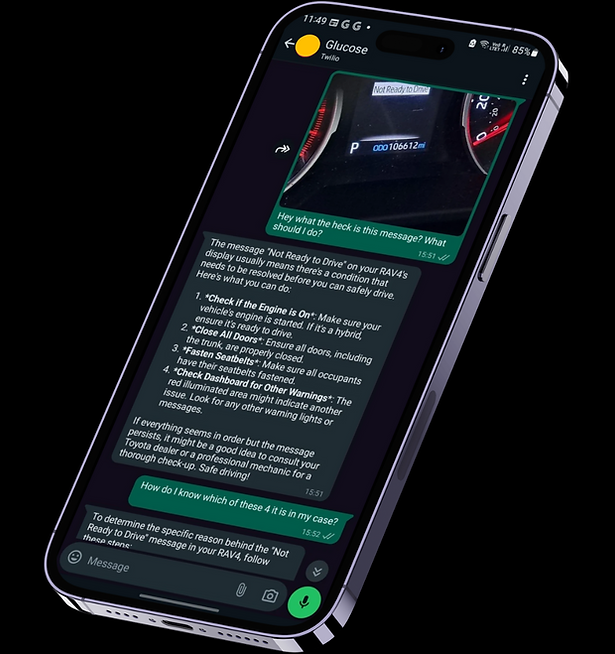 11:49
85%
Glucose
Twilio
Not Ready to Drive
20
20
0
P ODO 106612 mi
Hey what the heck is this message? What
should I do?
15:51
The message "Not Ready to Drive" on your RAV4's
display usually means there's a condition that
needs to be resolved before you can safely drive.
Here's what you can do:
1. *Check if the Engine is On*: Make sure your
vehicle's engine is started. If it's a hybrid,
ensure it's ready to drive.
2. *Close All Doors*: Ensure all doors, including
the trunk, are properly closed.
3. *Fasten Seatbelts*: Make sure all occupants
have their seatbelts fastened.
4. *Check Dashboard for Other Warnings*: The
red illuminated area might indicate another
issue. Look for any other warning lights or
messages.
If everything seems in order but the message
persists, it might be a good idea to consult your
Toyota dealer or a professional mechanic for a
thorough check-up. Safe driving!
15:51
How do I know which of these 4 it is in my case?
15:52
To determine the specific reason behind the "Not
Ready to Drive" message in your RAV4, follow
these steps:
Message